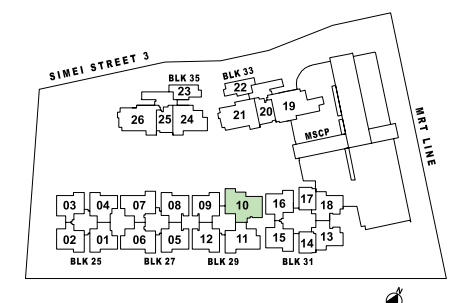 SIMEI STREET 3
BLK 35
BLK 33
23
22
26 25 24
21 20 19
MSCP
MRT LINE
03 04 07 08 09 10 16 17 18
02 01 06 05 12 11 15 14 13
BLK 25 BLK 27 BLK 29 BLK 31
N